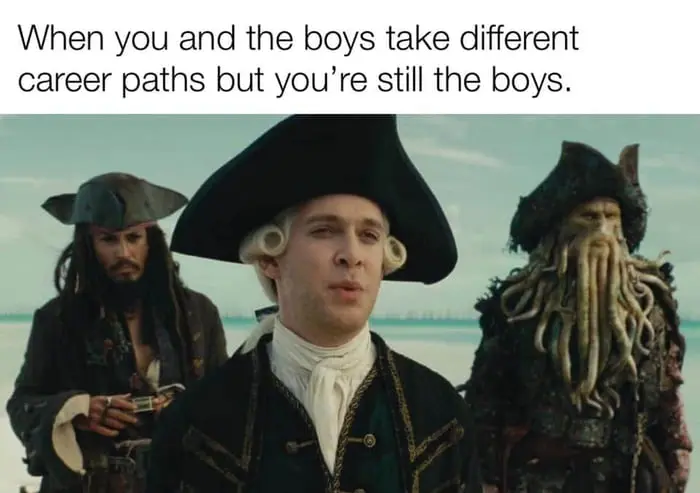 When you and the boys take different
career paths but you’re still the boys.